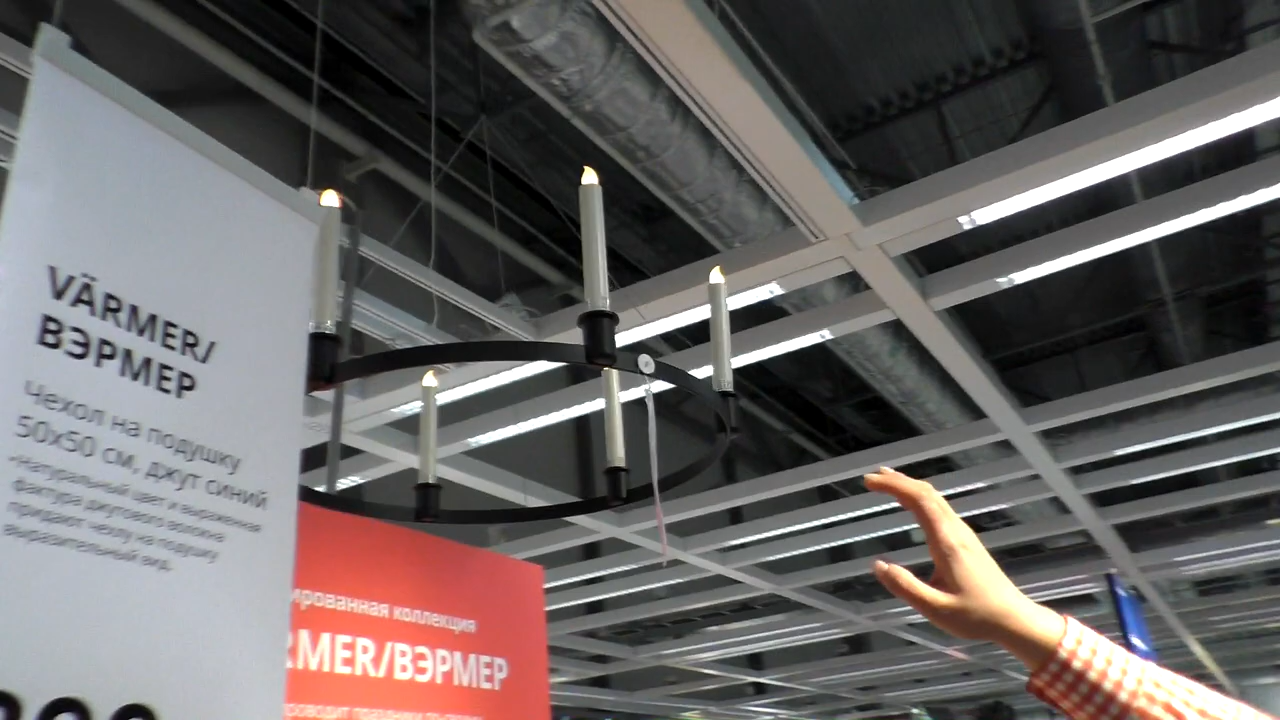 VÄRMER/
ВЭРМЕР
Чехол на подушку
50x50 см, джут синий
Натуральный цвет и выраженная
фактура джутового волокна
придают чехлу на подушку
выразительный вид.
ированная коллекция
RMER/ВЭРМЕР